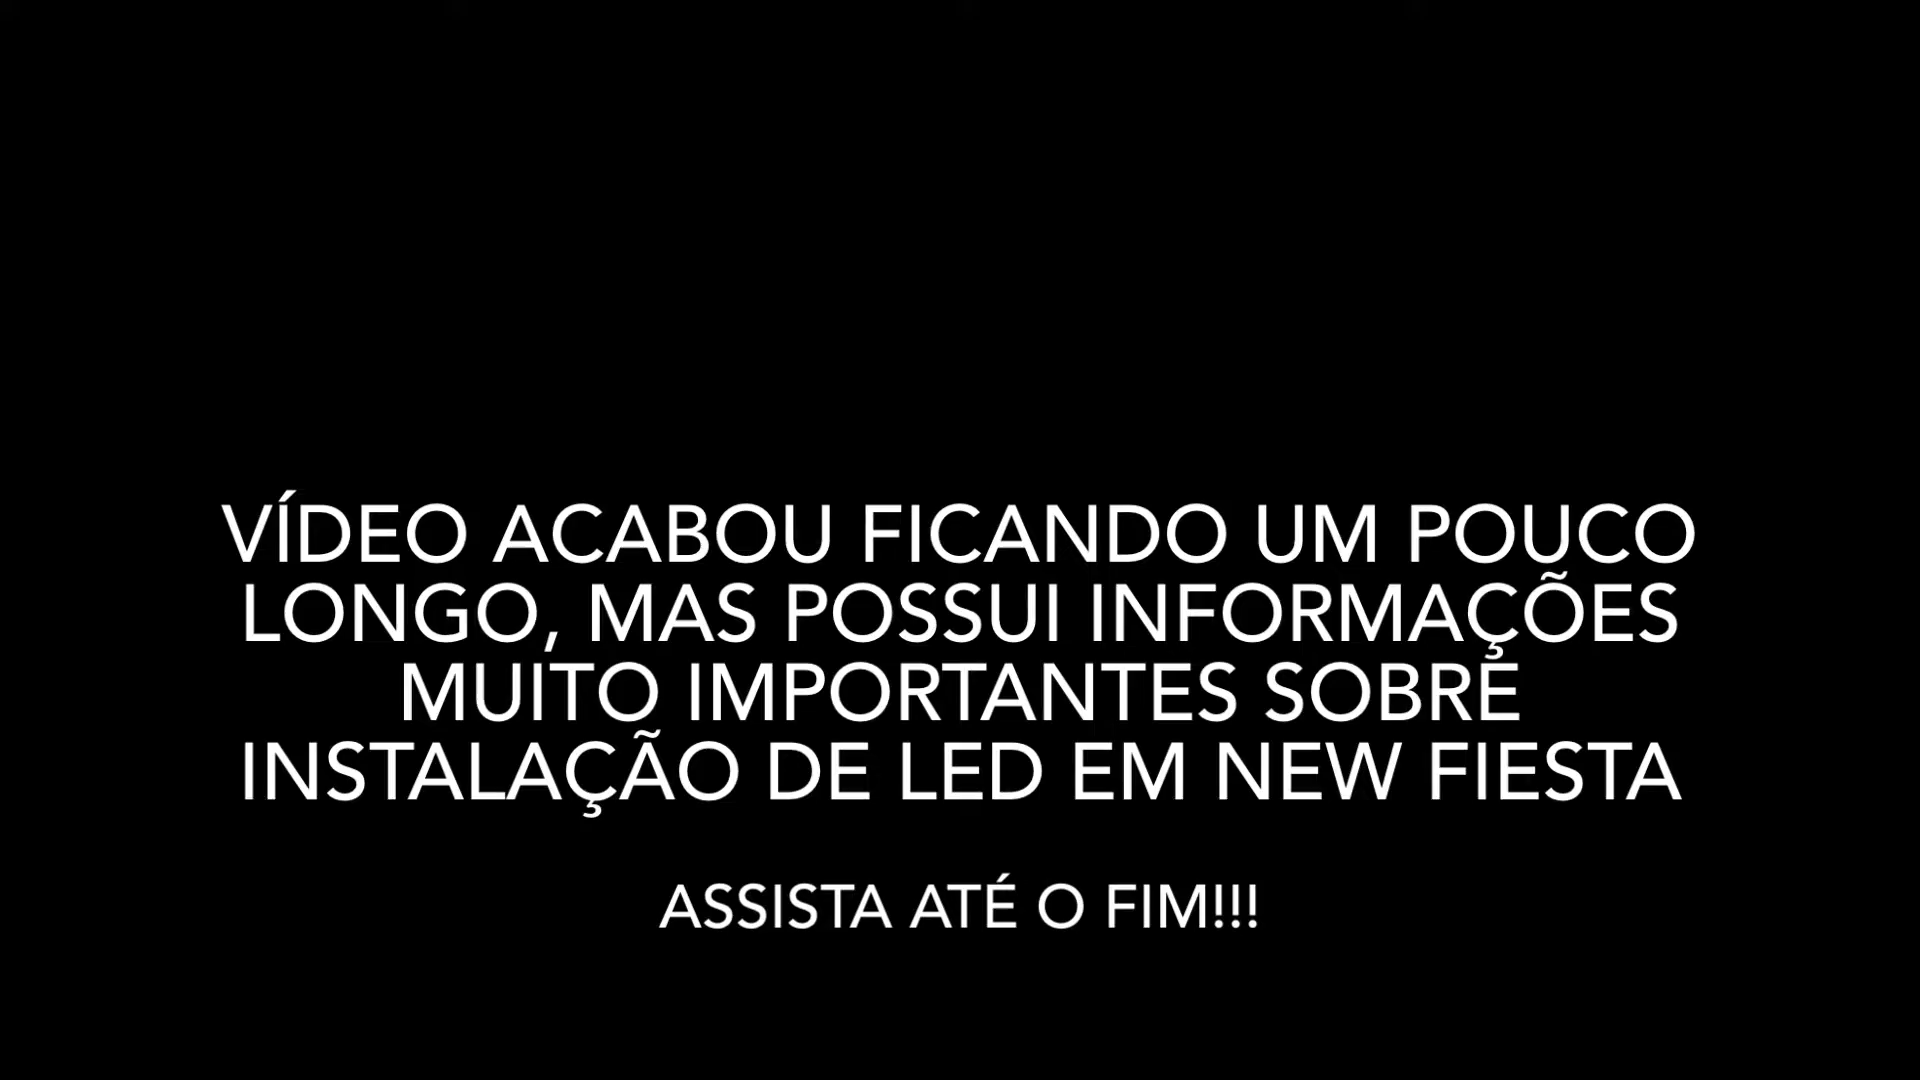 VÍDEO ACABOU FICANDO UM POUCO
LONGO, MAS POSSUI INFORMAÇÕES
MUITO IMPORTANTES SOBRE
INSTALAÇÃO DE LED EM NEW FIESTA
ASSISTA ATÉ O FIM!!!